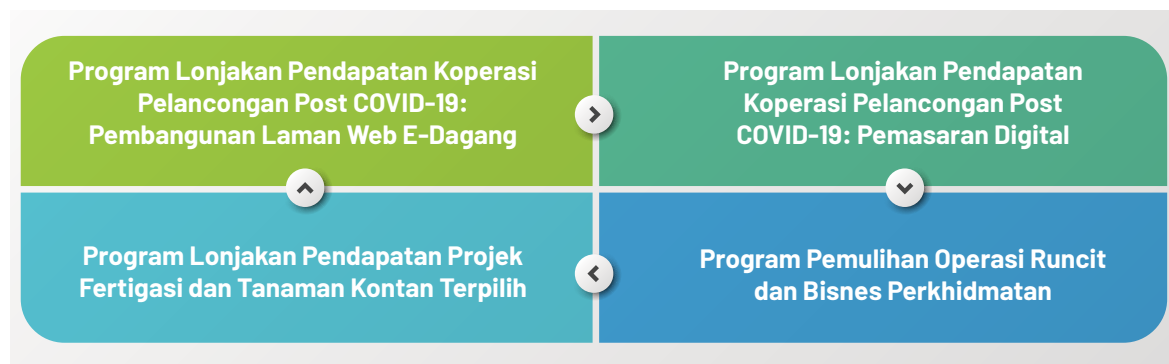 Program Lonjakan Pendapatan Koperasi
Pelancongan Post COVID-19:
Pembangunan Laman Web E-Dagang
Program Lonjakan Pendapatan
Koperasi Pelancongan Post
COVID-19: Pemasaran Digital
Program Lonjakan Pendapatan Projek
Fertigasi dan Tanaman Kontan Terpilih
Program Pemulihan Operasi Runcit
dan Bisnes Perkhidmatan